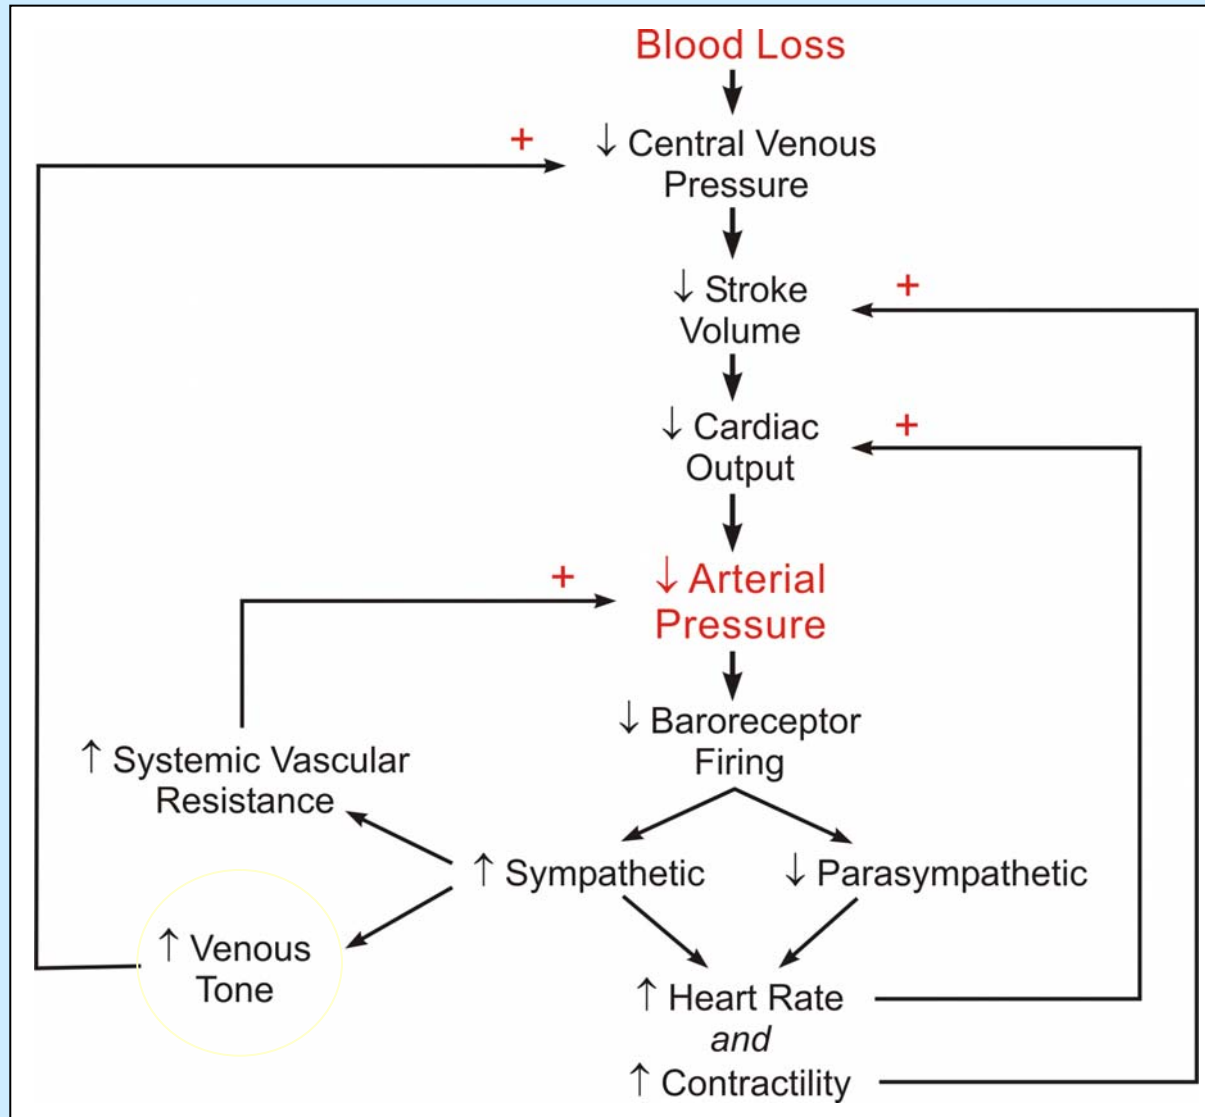 Blood Loss
+
↓ Central Venous
Pressure
↓ Stroke
Volume
+
↓ Cardiac
Output
+
+
↓ Arterial
Pressure
↓ Baroreceptor
Firing
↑ Systemic Vascular
Resistance
↑ Sympathetic
↓ Parasympathetic
↑ Venous
Tone
↑ Heart Rate
and
↑ Contractility